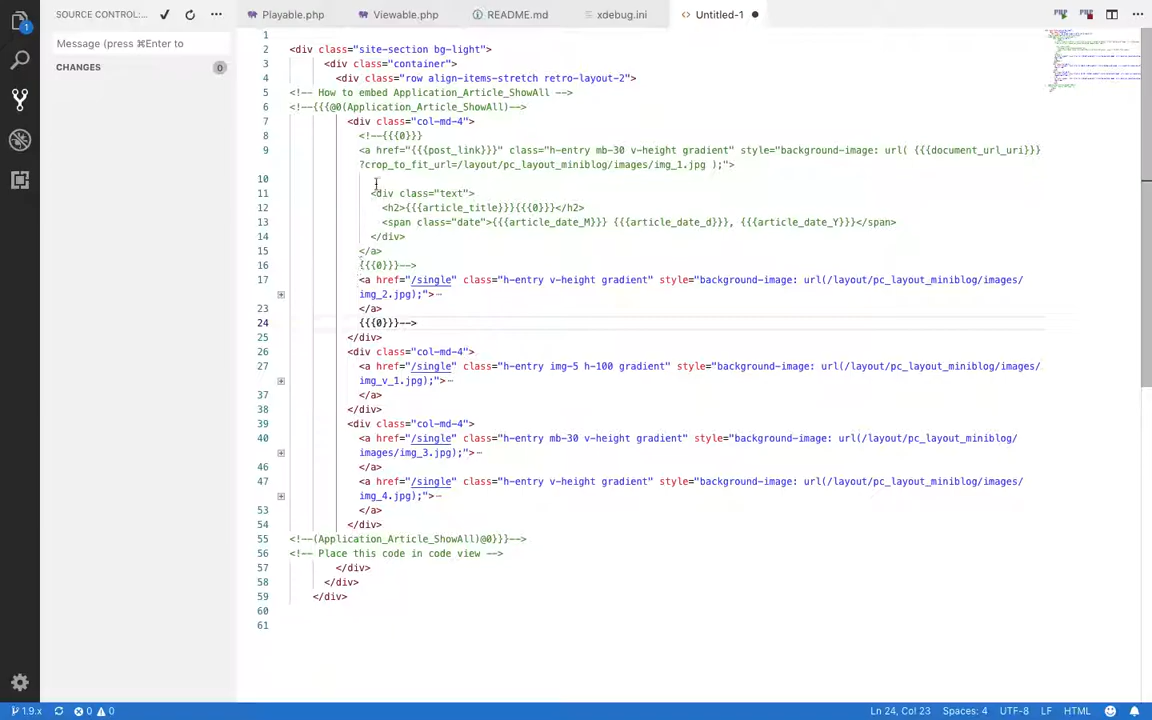 SOURCE CONTROL:...
Playable.php
Viewable.php
README.md
xdebug.ini
Untitled-1
PHP
PHP
1
Message (press ⌘Enter to
CHANGES 0
1
2 <div class="site-section bg-light">
3 <div class="container">
4 <div class="row align-items-stretch retro-layout-2">
5 <!-- How to embed Application_Article_ShowAll -->
6 <!--{{{@0(Application_Article_ShowAll)-->
7 <div class="col-md-4">
8 <!--{{{0}}}
9 <a href="{{{post_link}}}" class="h-entry mb-30 v-height gradient" style="background-image: url( {{{document_url_uri}}}
?crop_to_fit_url=/layout/pc_layout_miniblog/images/img_1.jpg );">
10
11 <div class="text">
12 <h2>{{{article_title}}}{{{0}}}</h2>
13 <span class="date">{{{article_date_M}}} {{{article_date_d}}}, {{{article_date_Y}}}</span>
14 </div>
15 </a>
16 {{{0}}}-->
17 <a href="/single" class="h-entry v-height gradient" style="background-image: url(/layout/pc_layout_miniblog/images/
img_2.jpg);">
23 </a>
24 {{{0}}}-->
25 </div>
26 <div class="col-md-4">
27 <a href="/single" class="h-entry img-5 h-100 gradient" style="background-image: url(/layout/pc_layout_miniblog/images/
img_v_1.jpg);">
37 </a>
38 </div>
39 <div class="col-md-4">
40 <a href="/single" class="h-entry mb-30 v-height gradient" style="background-image: url(/layout/pc_layout_miniblog/
images/img_3.jpg);">
46 </a>
47 <a href="/single" class="h-entry v-height gradient" style="background-image: url(/layout/pc_layout_miniblog/images/
img_4.jpg);">
53 </a>
54 </div>
55 <!--(Application_Article_ShowAll)@0}}}-->
56 <!-- Place this code in code view -->
57 </div>
58 </div>
59 </div>
60
61
1.9.x 0 0 Ln 24, Col 23 Spaces: 4 UTF-8 LF HTML